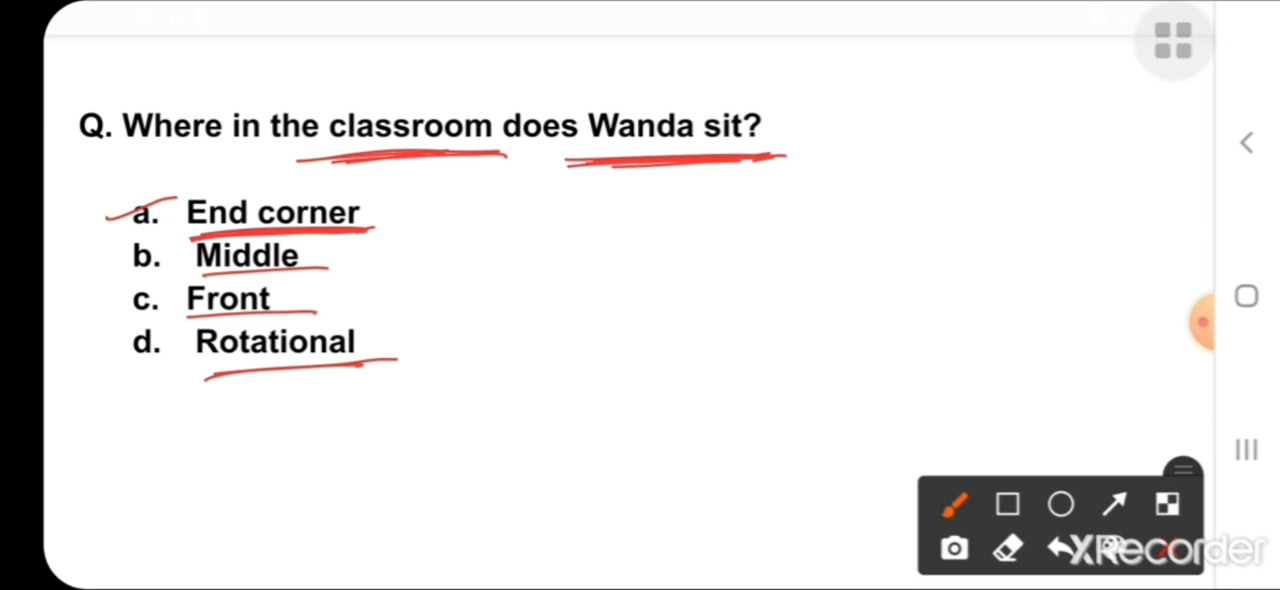 Q. Where in the classroom does Wanda sit?
a. End corner
b. Middle
c. Front
d. Rotational
XRecorder